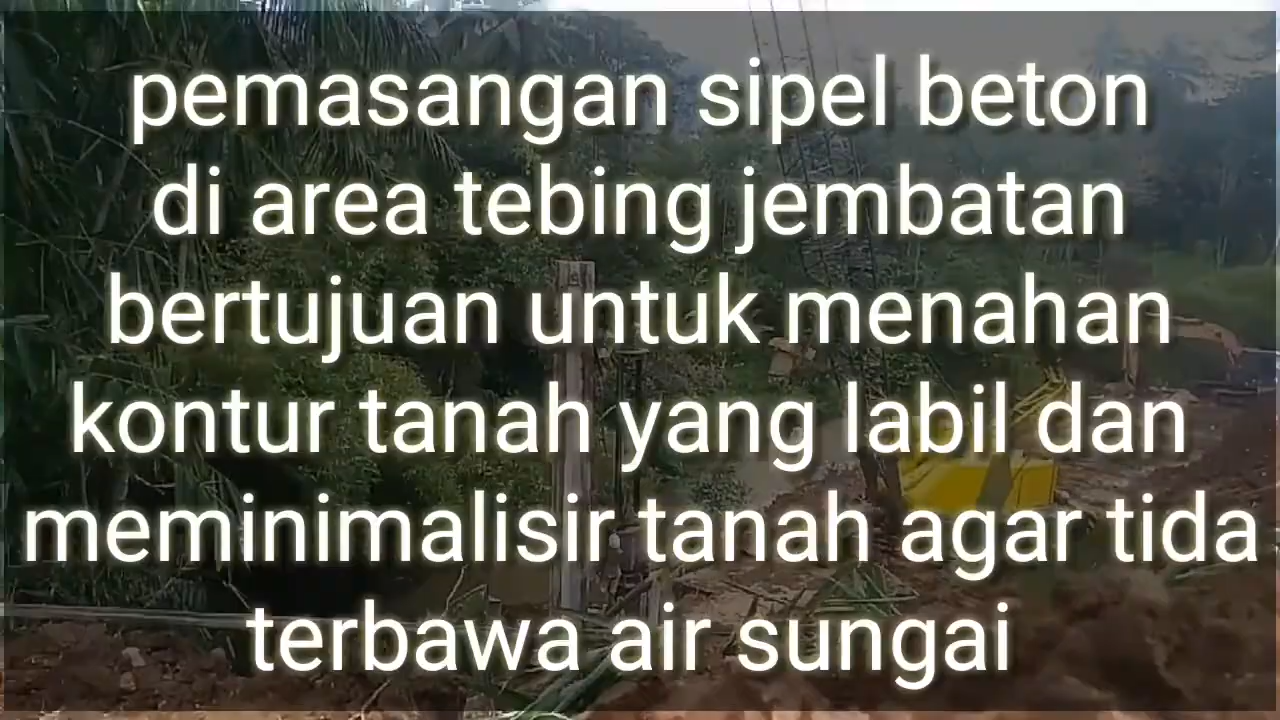 pemasangan sipel beton
di area tebing jembatan
bertujuan untuk menahan
kontur tanah yang labil dan
meminimalisir tanah agar tida
terbawa air sungai